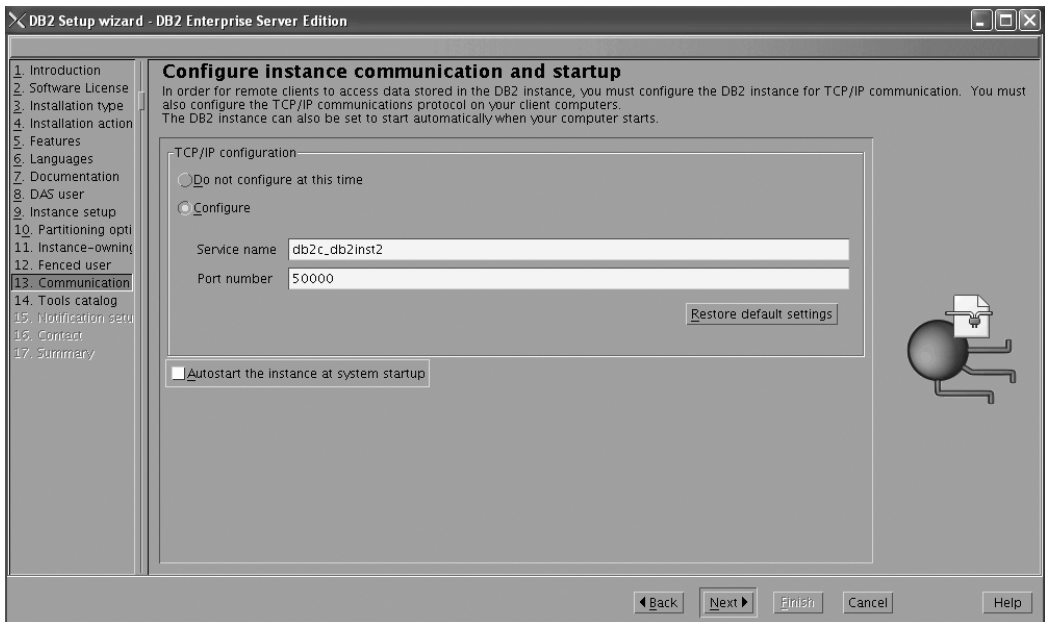 DB2 Setup wizard - DB2 Enterprise Server Edition
1. Introduction
2. Software License
3. Installation type
4. Installation action
5. Features
6. Languages
7. Documentation
8. DAS user
9. Instance setup
10. Partitioning opti
11. Instance-owning
12. Fenced user
13. Communication
14. Tools catalog
15. Notification setu
16. Contact
17. Summary
Configure instance communication and startup
In order for remote clients to access data stored in the DB2 instance, you must configure the DB2 instance for TCP/IP communication. You must
also configure the TCP/IP communications protocol on your client computers.
The DB2 instance can also be set to start automatically when your computer starts.
TCP/IP configuration
Do not configure at this time
Configure
Service name db2c_db2inst2
Port number 50000
Restore default settings
Autostart the instance at system startup
Back Next Finish Cancel Help